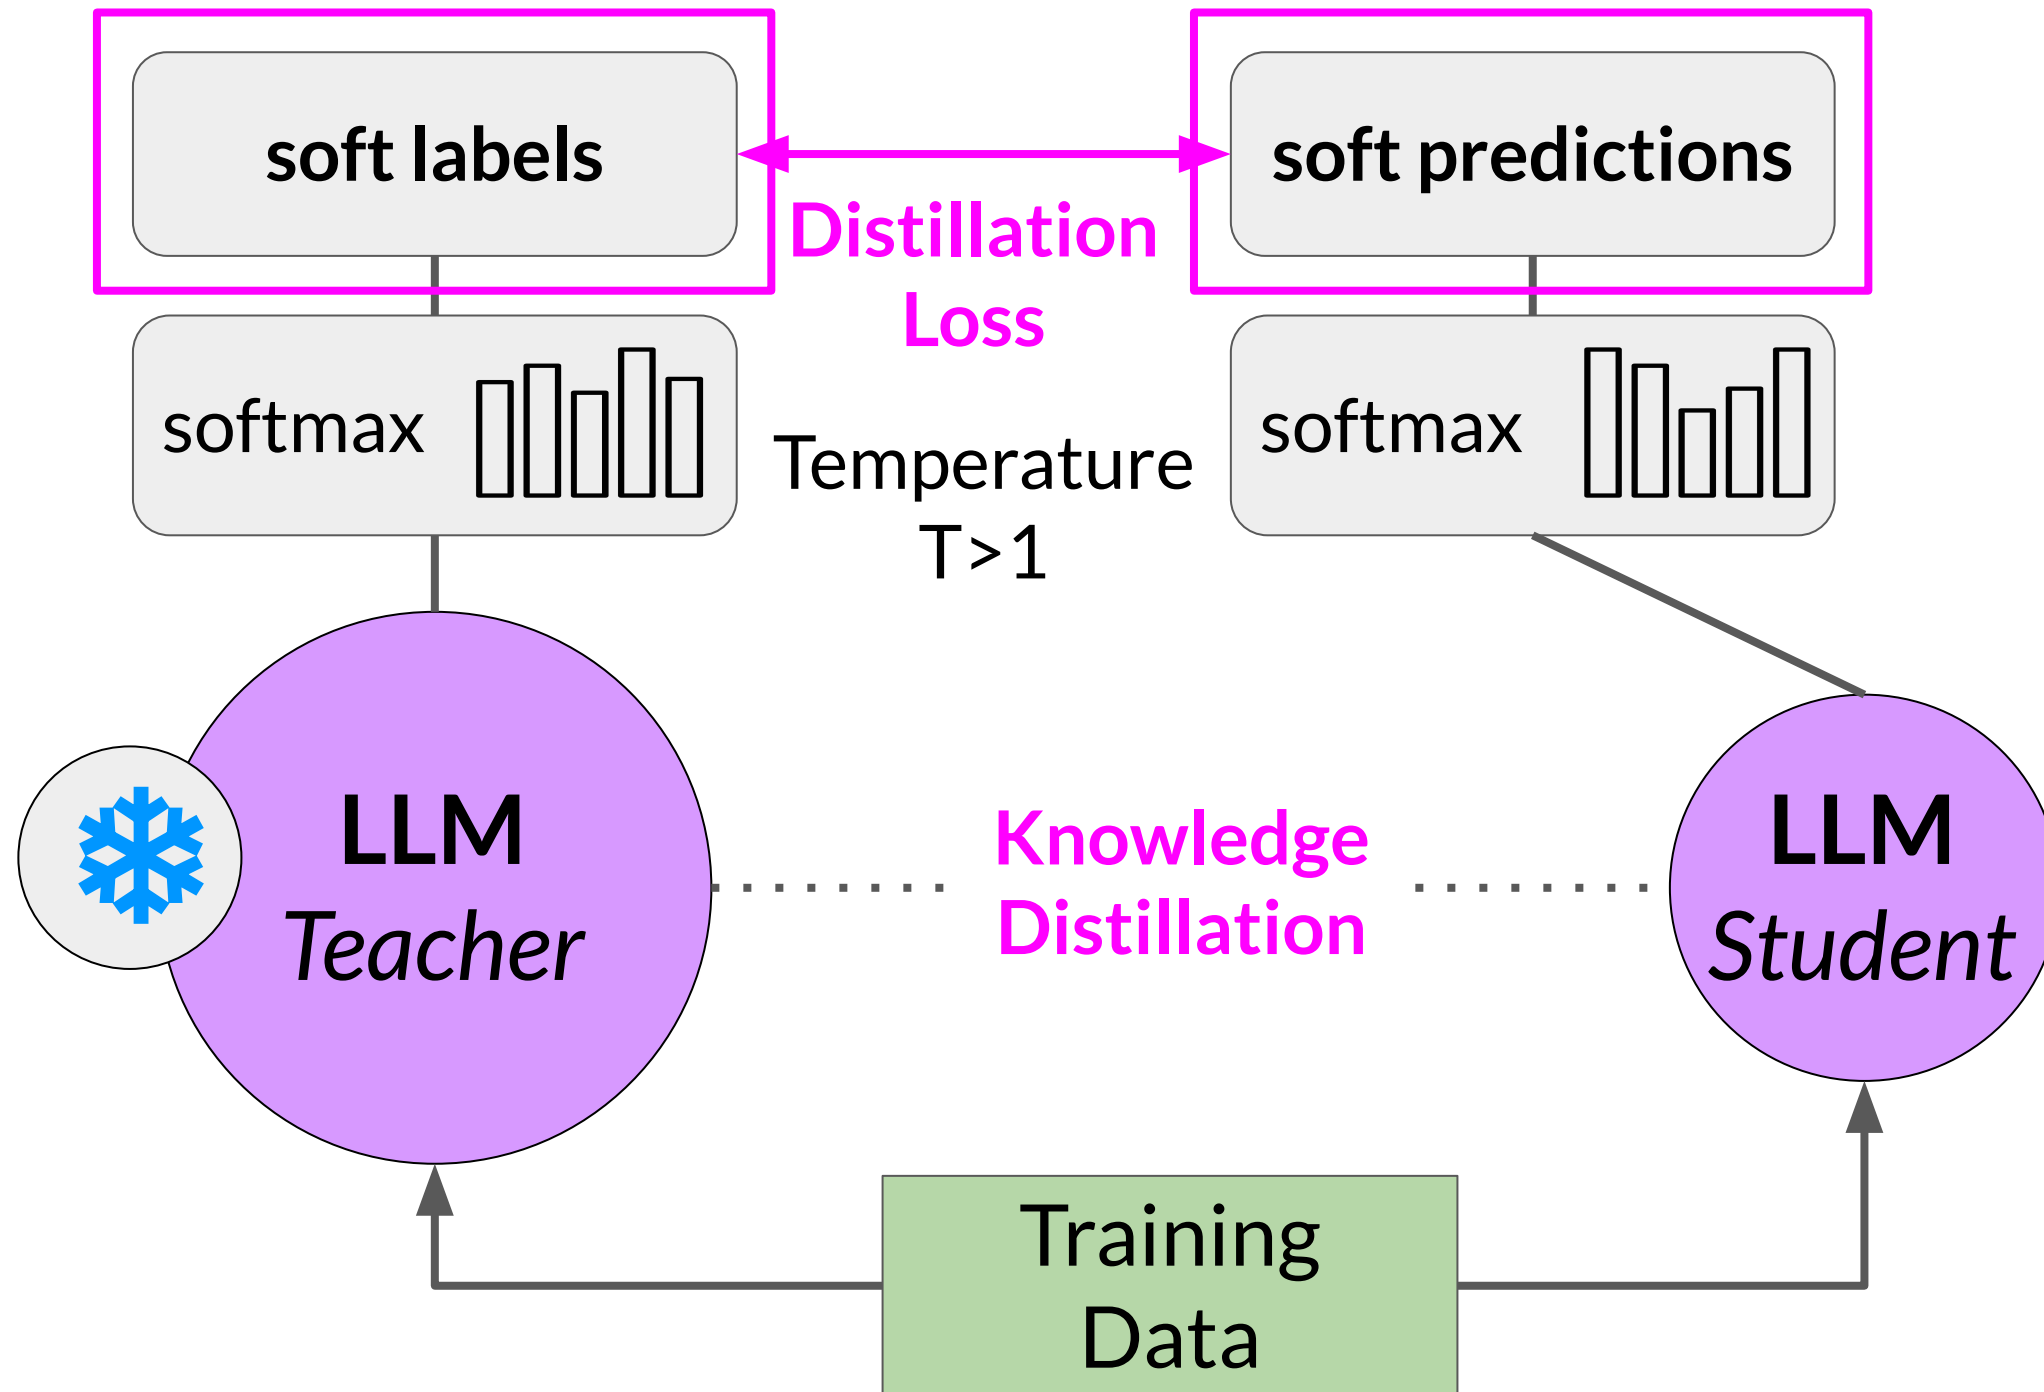 soft labels
soft predictions
Distillation
Loss
softmax
softmax
Temperature
T>1
LLM
Teacher
Knowledge
Distillation
LLM
Student
Training
Data